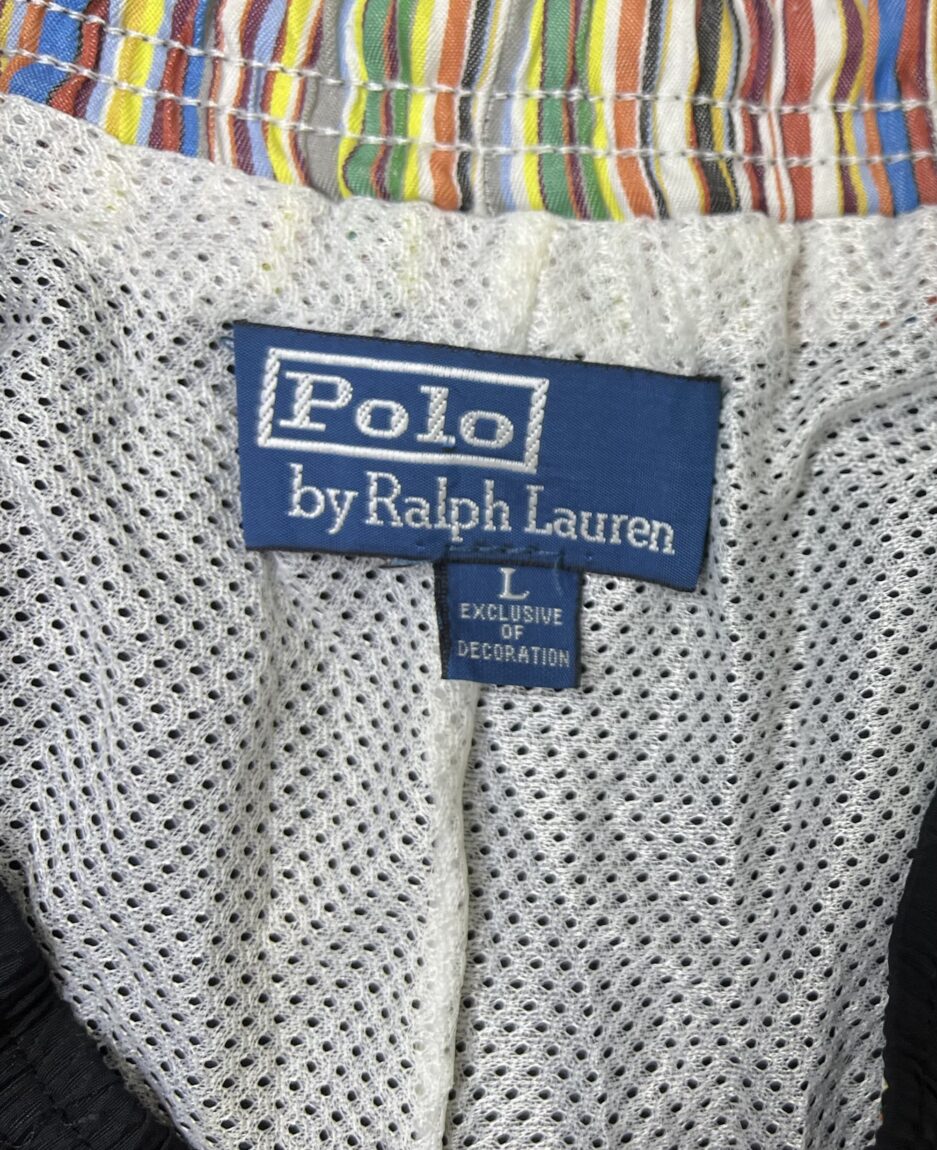 Polo
by Ralph Lauren
L
EXCLUSIVE
OF
DECORATION